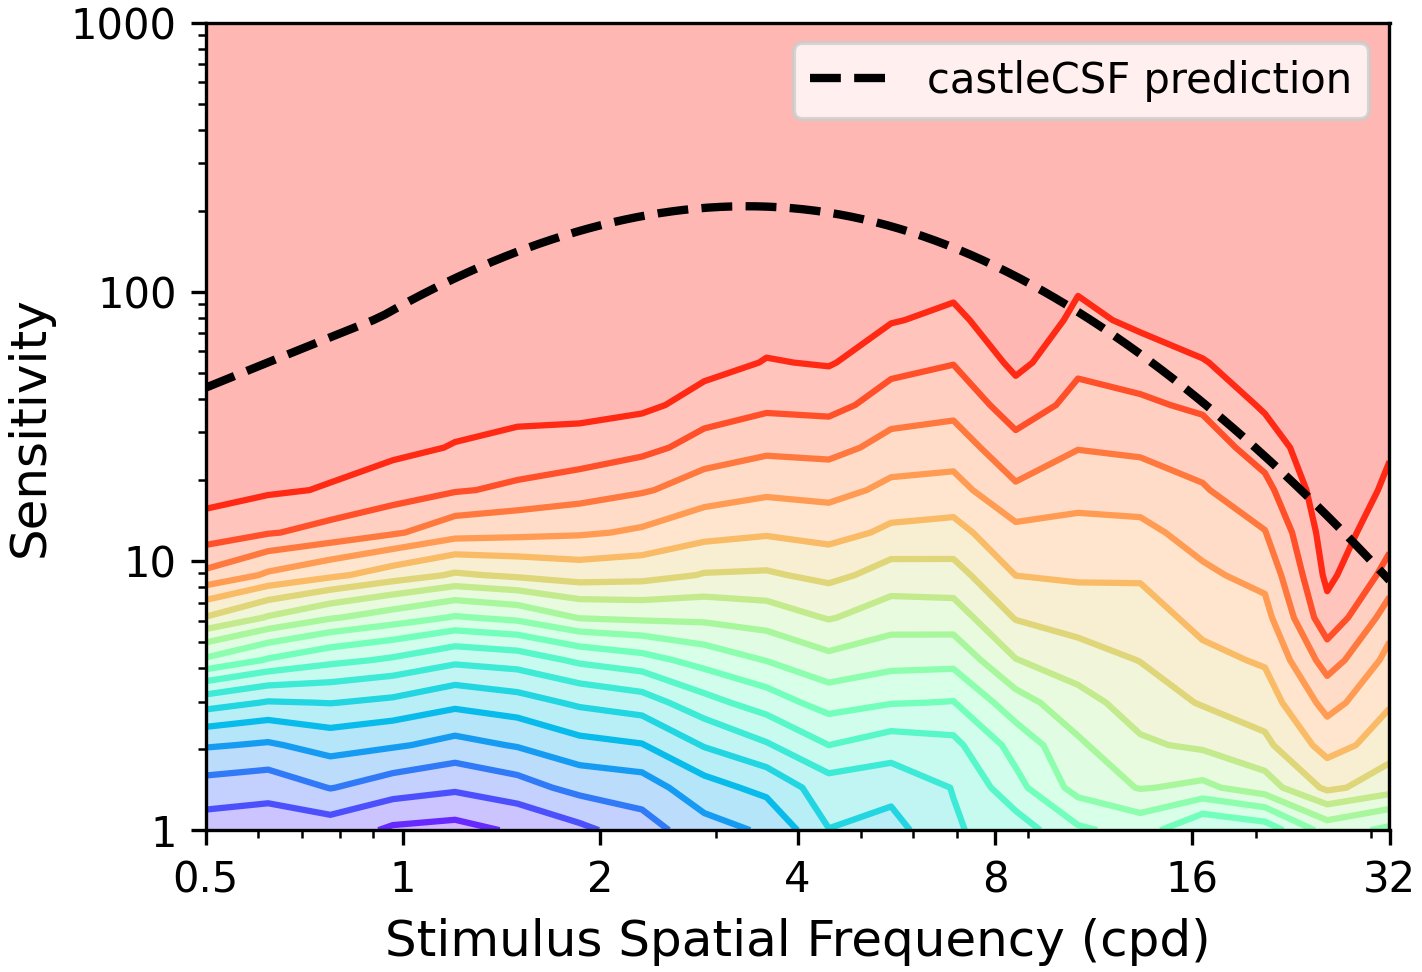 1000
castleCSF prediction
100
Sensitivity
10
1
0.5 1 2 4 8 16 32
Stimulus Spatial Frequency (cpd)